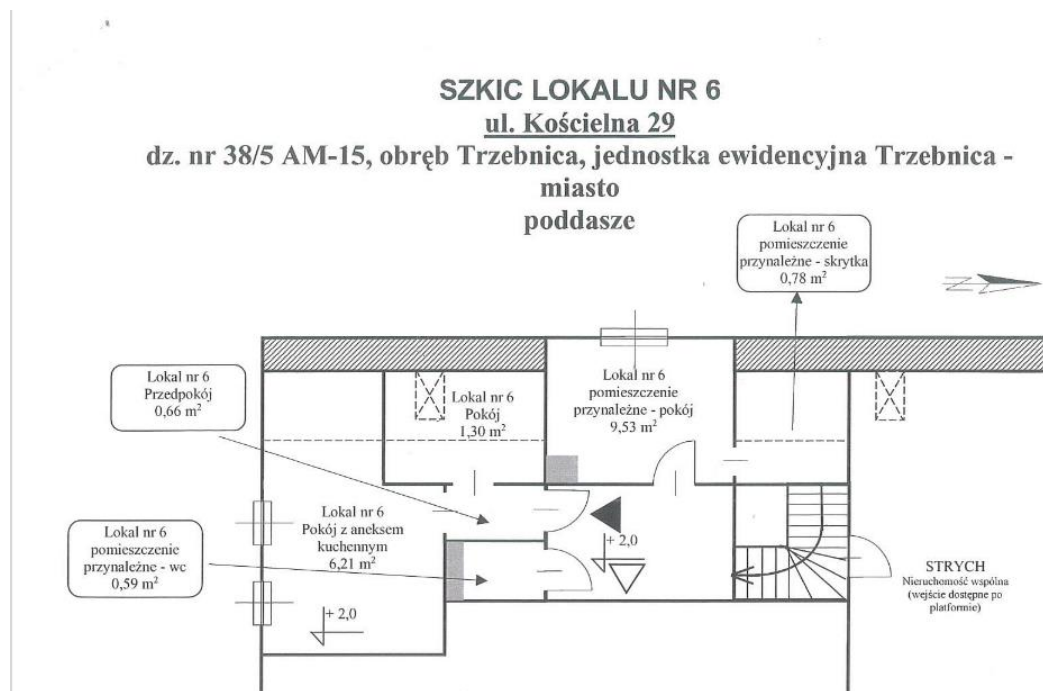 SZKIC LOKALU NR 6
ul. Kościelna 29
dz. nr 38/5 AM-15, obręb Trzebnica, jednostka ewidencyjna Trzebnica -
miasto
poddasze
Lokal nr 6
pomieszczenie
przynależne - skrytka
0,78 m²
N
Lokal nr 6
Przedpokój
0,66 m²
Lokal nr 6
Pokój
1,30 m²
Lokal nr 6
pomieszczenie
przynależne - pokój
9,53 m²
Lokal nr 6
pomieszczenie
przynależne - wc
0,59 m²
Lokal nr 6
Pokój z aneksem
kuchennym
6,21 m²
+ 2,0
+ 2,0
STRYCH
Nieruchomość wspólna
(wejście dostępne po
platformie)